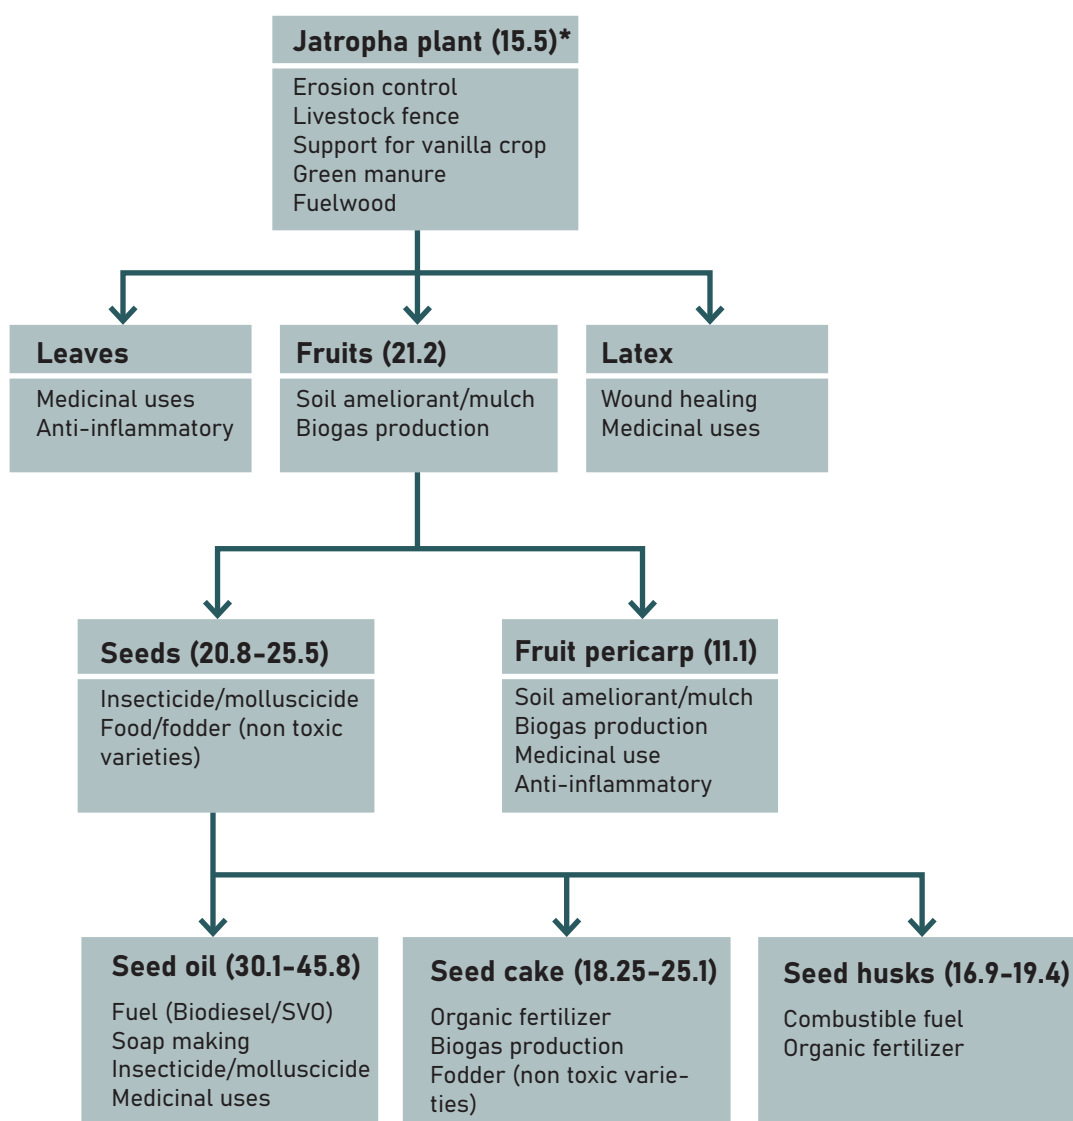 Jatropha plant (15.5)*
Erosion control
Livestock fence
Support for vanilla crop
Green manure
Fuelwood
Leaves
Medicinal uses
Anti-inflammatory
Fruits (21.2)
Soil ameliorant/mulch
Biogas production
Latex
Wound healing
Medicinal uses
Seeds (20.8-25.5)
Insecticide/molluscicide
Food/fodder (non toxic
varieties)
Fruit pericarp (11.1)
Soil ameliorant/mulch
Biogas production
Medicinal use
Anti-inflammatory
Seed oil (30.1-45.8)
Fuel (Biodiesel/SVO)
Soap making
Insecticide/molluscicide
Medicinal uses
Seed cake (18.25-25.1)
Organic fertilizer
Biogas production
Fodder (non toxic varie-
ties)
Seed husks (16.9-19.4)
Combustible fuel
Organic fertilizer